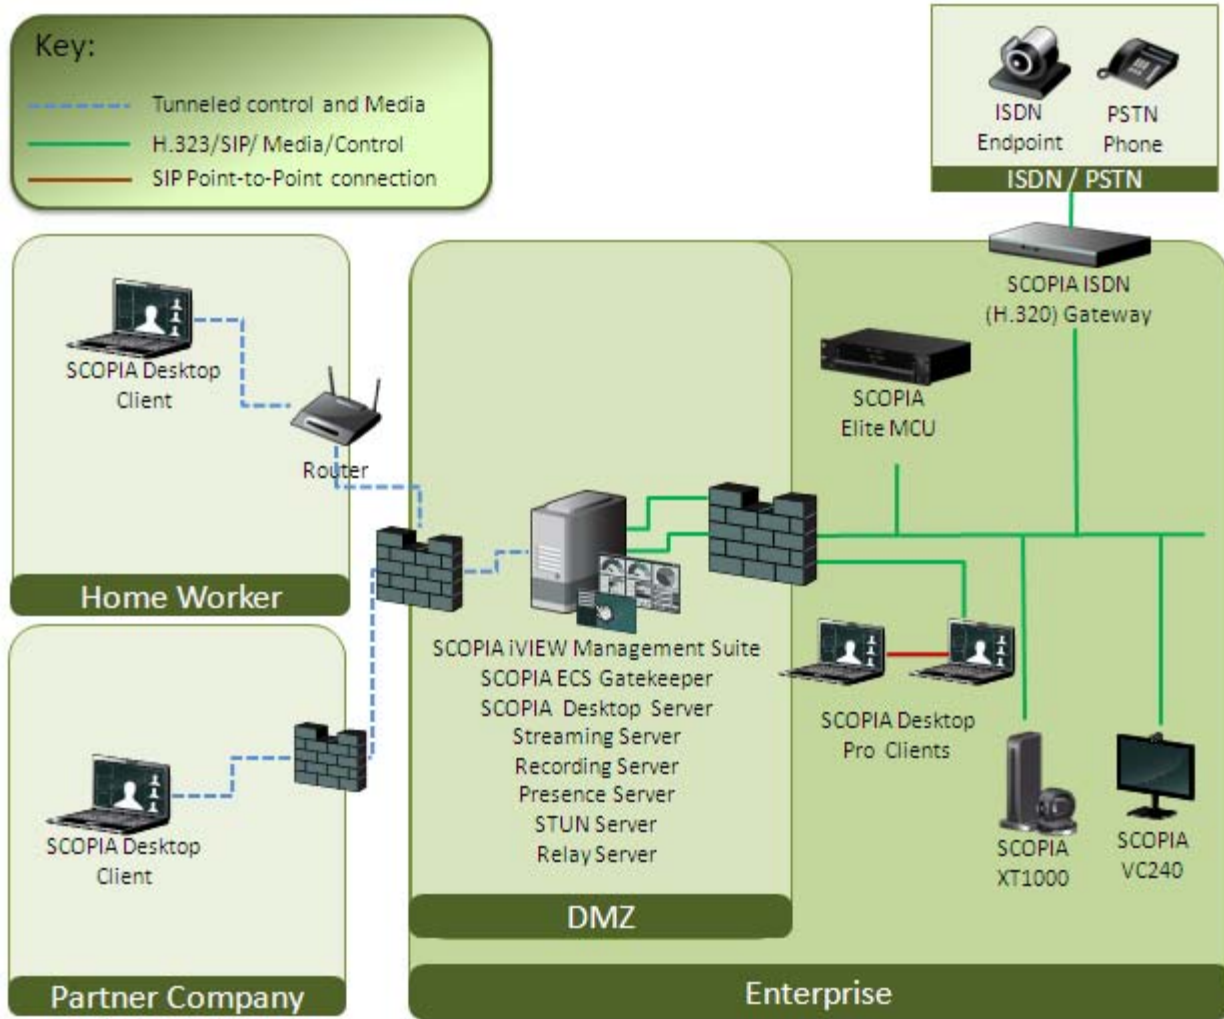 Key:
Tunneled control and Media
H.323/SIP/ Media/Control
SIP Point-to-Point connection
ISDN
Endpoint
PSTN
Phone
ISDN / PSTN
SCOPIA ISDN
(H.320) Gateway
SCOPIA
Elite MCU
SCOPIA Desktop
Client
Router
Home Worker
SCOPIA Desktop
Client
Partner Company
SCOPIA iVIEW Management Suite
SCOPIA ECS Gatekeeper
SCOPIA Desktop Server
Streaming Server
Recording Server
Presence Server
STUN Server
Relay Server
DMZ
SCOPIA Desktop
Pro Clients
SCOPIA
XT1000
SCOPIA
VC240
Enterprise